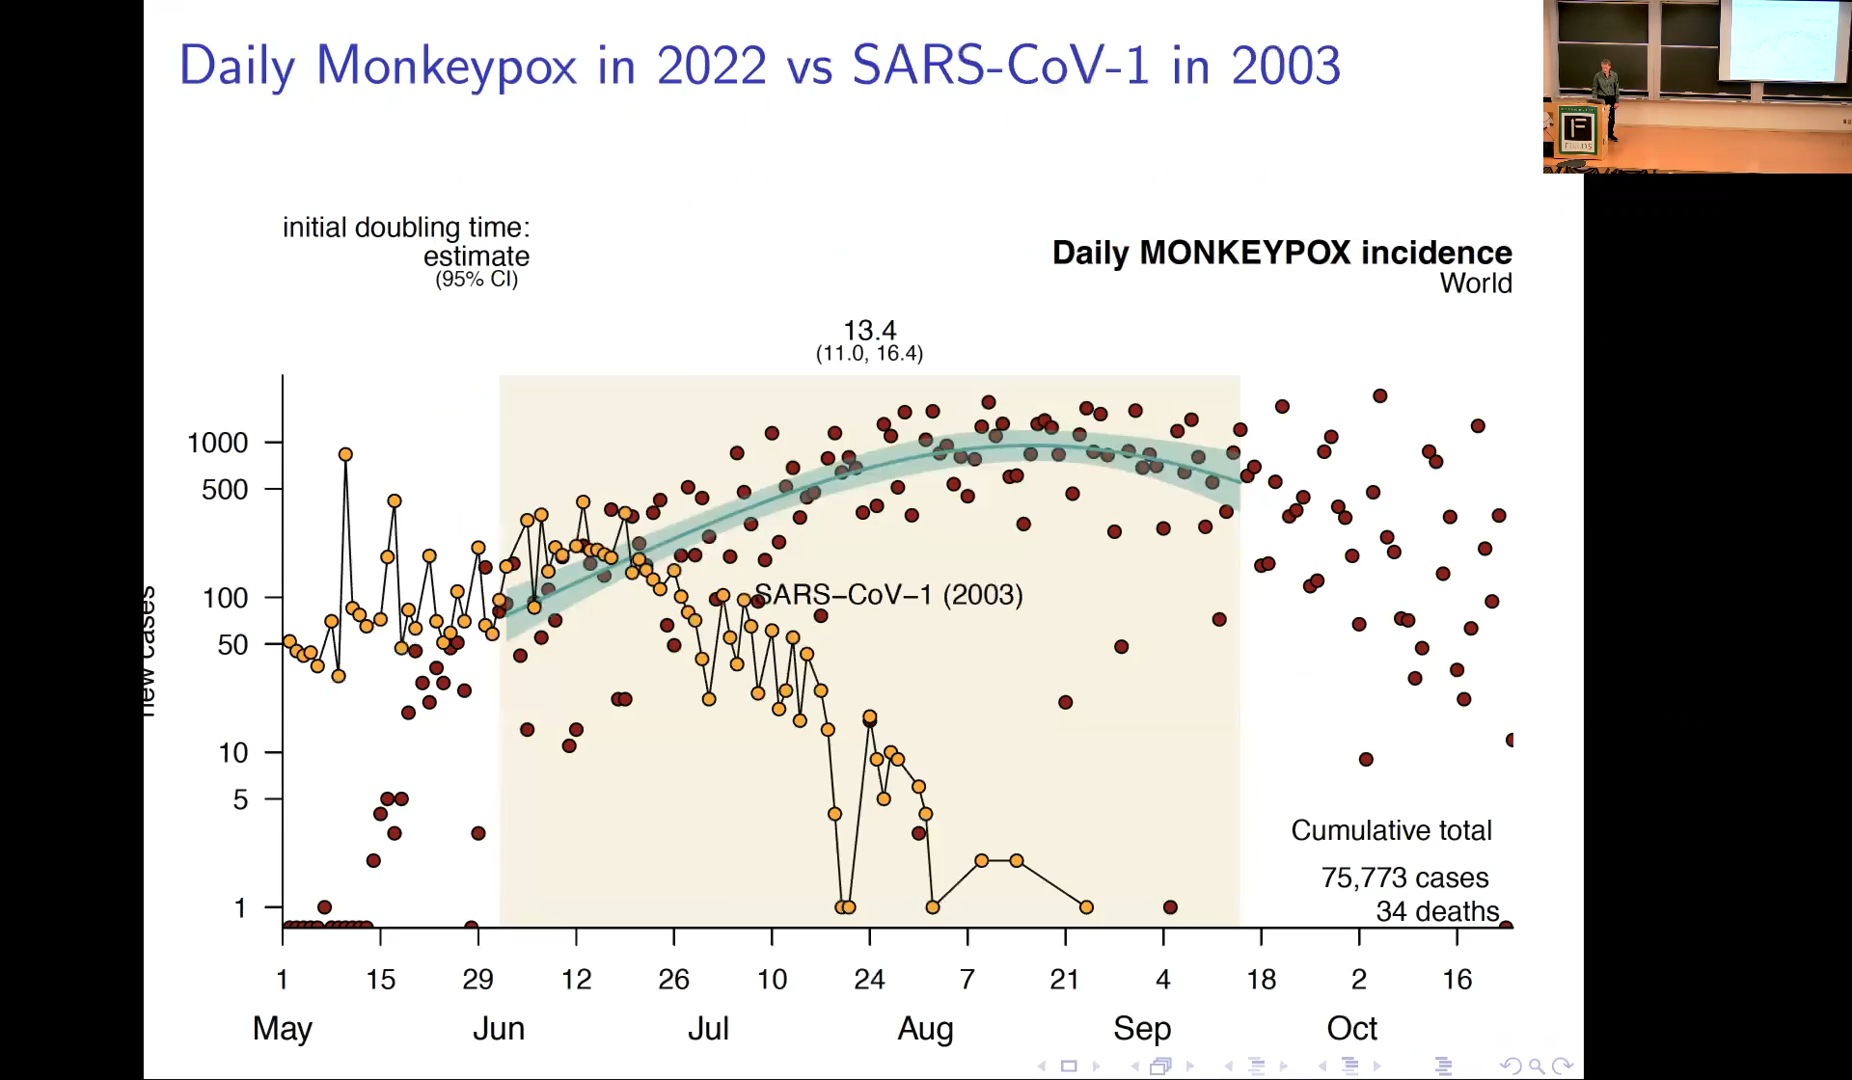 Daily Monkeypox in 2022 vs SARS-CoV-1 in 2003
initial doubling time:
estimate
(95% CI)
Daily MONKEYPOX incidence
World
13.4
(11.0, 16.4)
1000
500
100
50
10
5
1
new cases
SARS-CoV-1 (2003)
Cumulative total
75,773 cases
34 deaths
1 15 29 12 26 10 24 7 21 4 18 2 16
May Jun Jul Aug Sep Oct
F
FIELDS